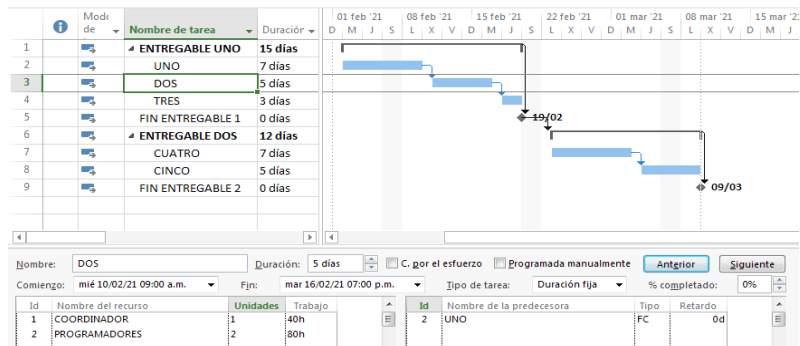 Modo de Nombre de tarea Duración
01 feb '21 08 feb '21 15 feb '21 22 feb '21 01 mar '21 08 mar '21 15 mar '2
D M J S L X V D M J S L X V D M J S L X V
1 ENTREGABLE UNO 15 días
2 UNO 7 días
3 DOS 5 días
4 TRES 3 días
5 FIN ENTREGABLE 1 0 días 19/02
6 ENTREGABLE DOS 12 días
7 CUATRO 7 días
8 CINCO 5 días
9 FIN ENTREGABLE 2 0 días 09/03
Nombre: DOS Duración: 5 días C. por el esfuerzo Programada manualmente Anterior Siguiente
Comienzo: mié 10/02/21 09:00 a.m. Fin: mar 16/02/21 07:00 p.m. Tipo de tarea: Duración fija % completado: 0%
Id Nombre del recurso Unidades Trabajo
1 COORDINADOR 1 40h
2 PROGRAMADORES 2 80h
Id Nombre de la predecesora Tipo Retardo
2 UNO FC 0d